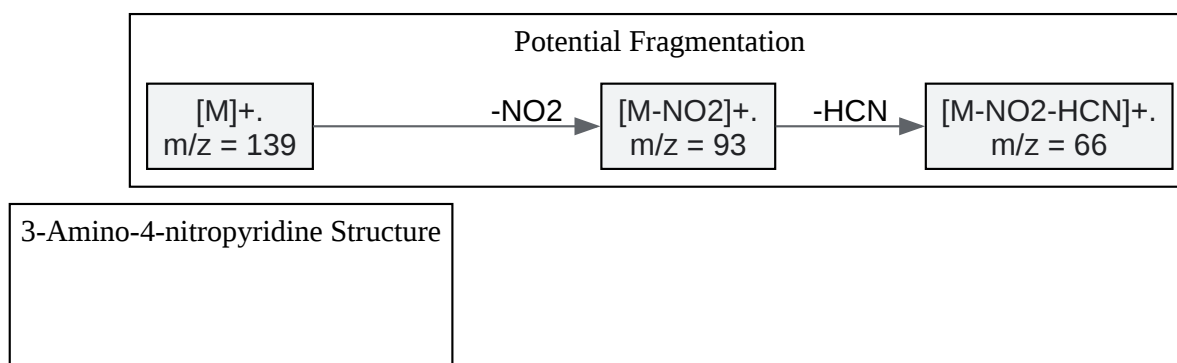 Potential Fragmentation
[M]+.
m/z = 139
-NO2
[M-NO2]+.
m/z = 93
-HCN
[M-NO2-HCN]+.
m/z = 66
3-Amino-4-nitropyridine Structure